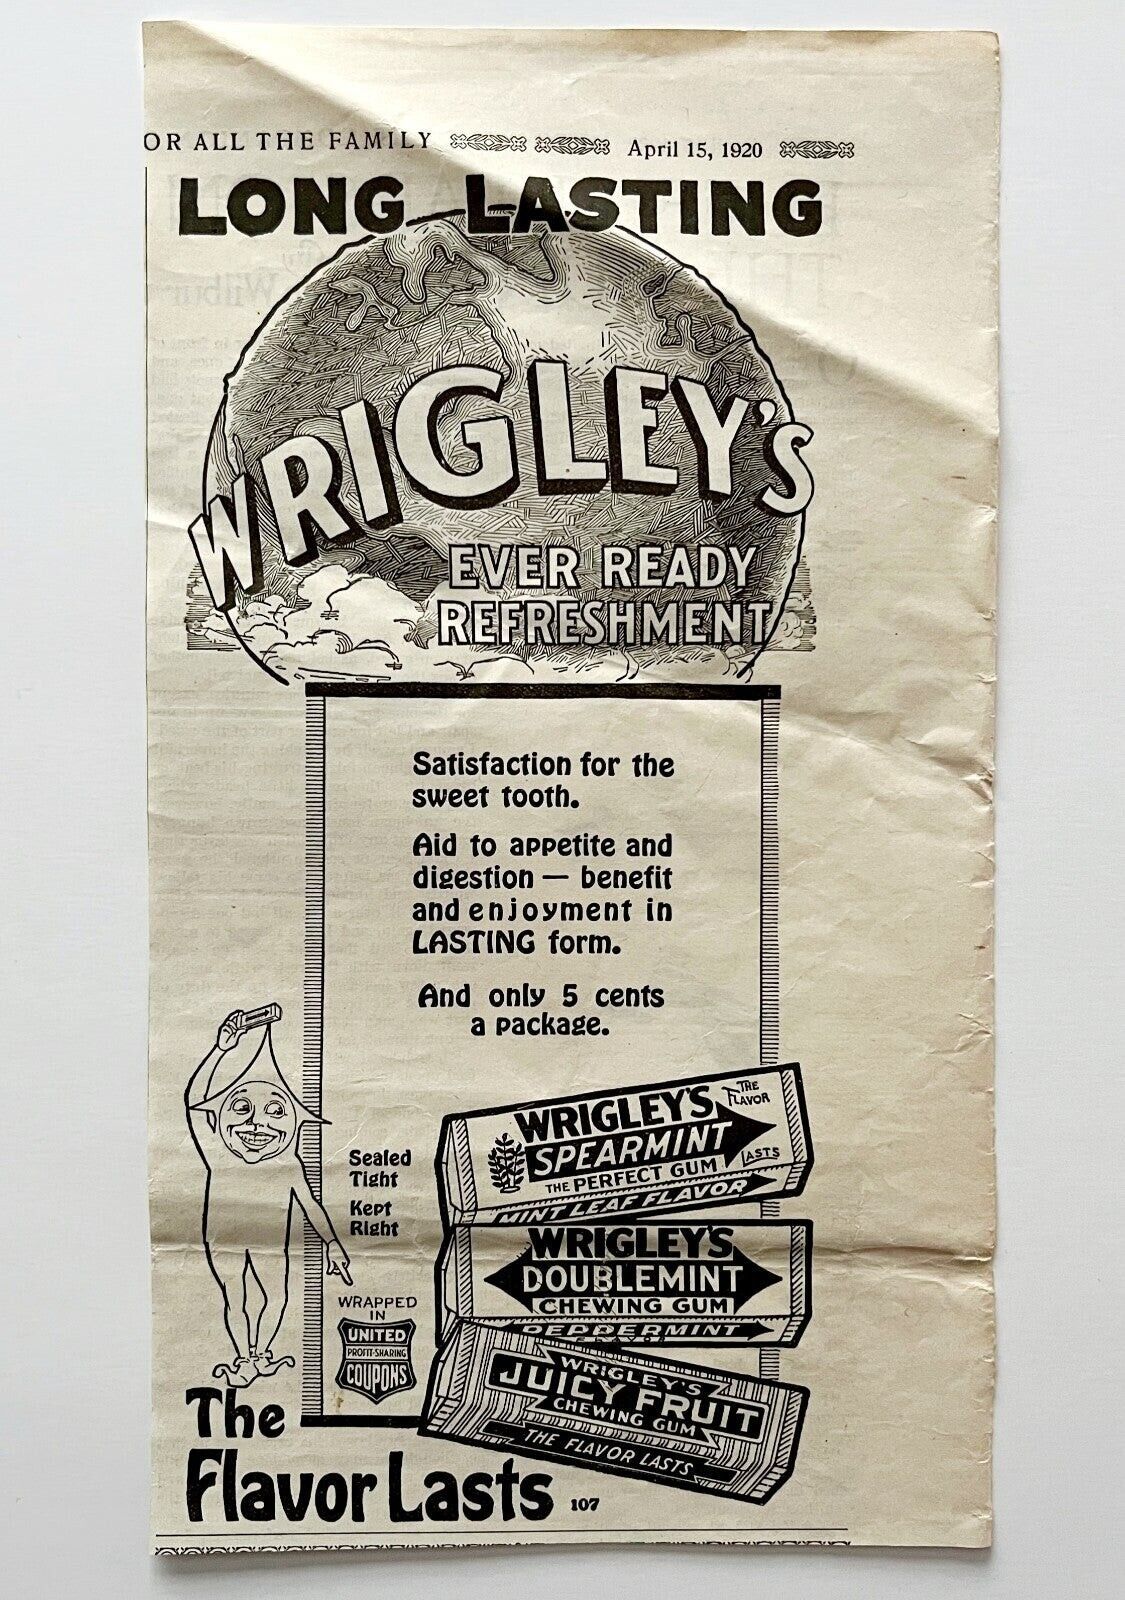 OR ALL THE FAMILY April 15, 1920
LONG LASTING
WRIGLEY'S
EVER READY
REFRESHMENT
Satisfaction for the
sweet tooth.
Aid to appetite and
digestion — benefit
and enjoyment in
LASTING form.
And only 5 cents
a package.
Sealed
Tight
Kept
Right
WRAPPED
IN
UNITED
PROFIT-SHARING
COUPONS
WRIGLEY'S
SPEARMINT
THE PERFECT GUM
MINT LEAF FLAVOR
THE
FLAVOR
LASTS
WRIGLEY'S
DOUBLEMINT
CHEWING GUM
PEPPERMINT
WRIGLEY'S
JUICY FRUIT
CHEWING GUM
THE FLAVOR LASTS
The
Flavor Lasts 107